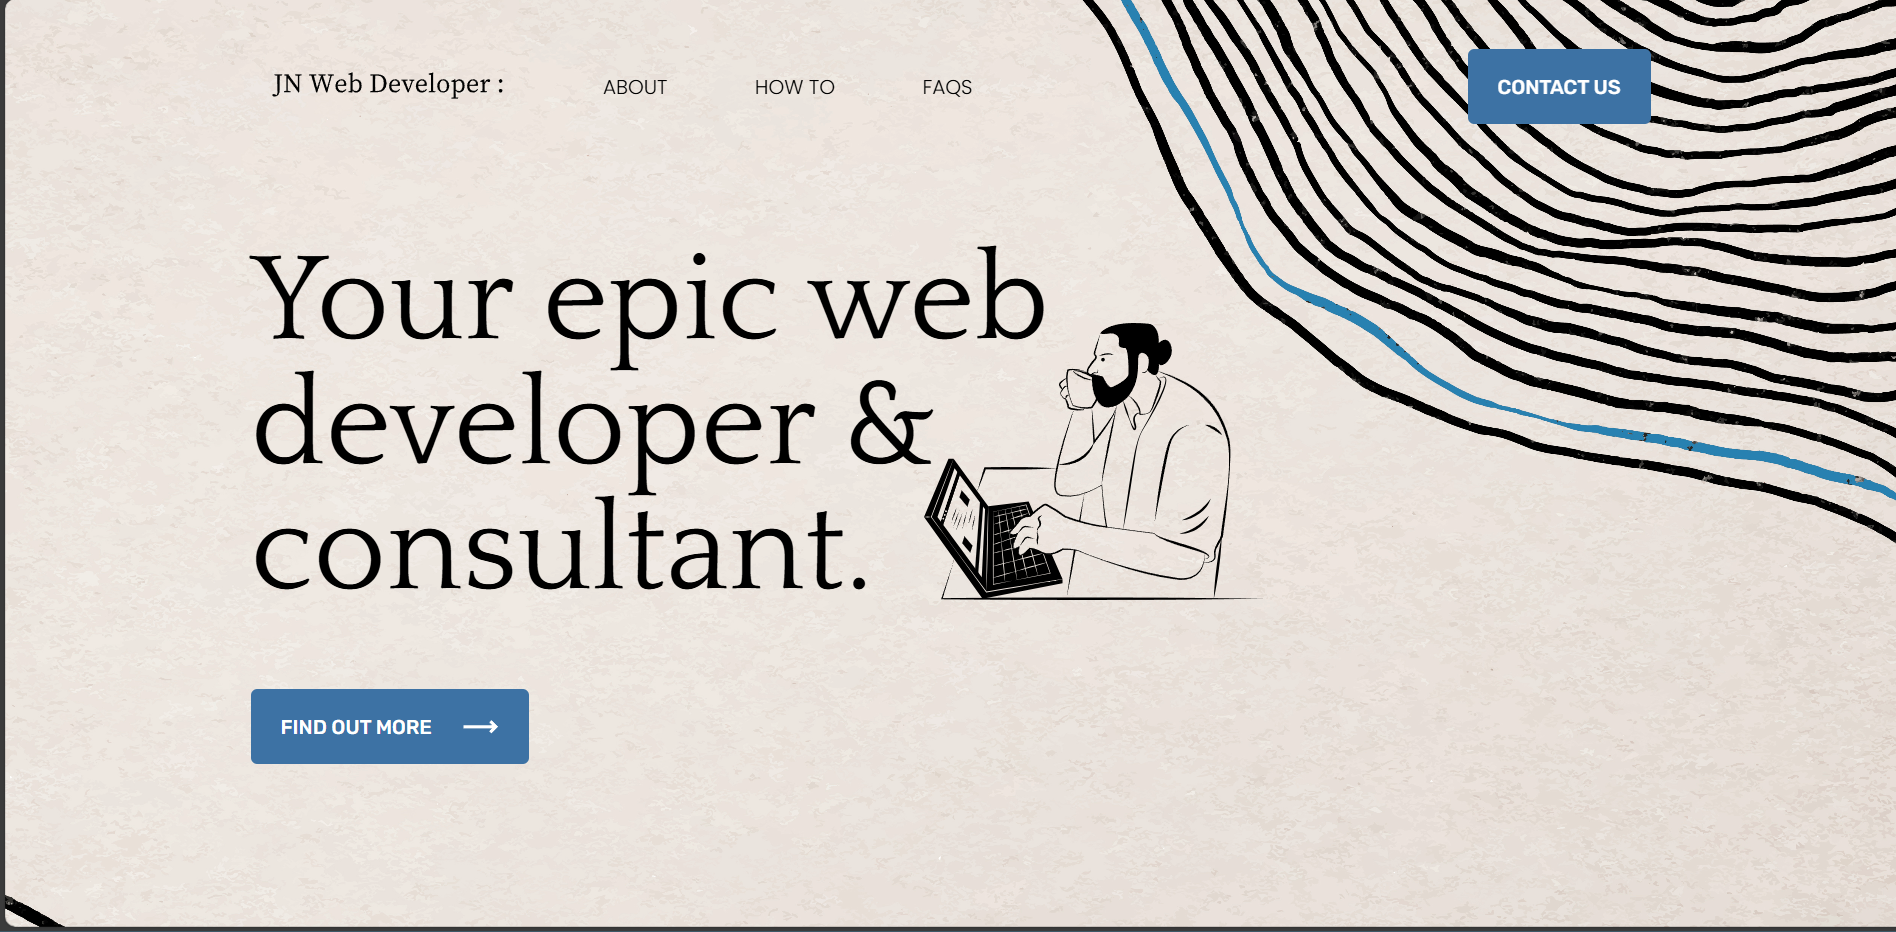 JN Web Developer :
ABOUT
HOW TO
FAQS
CONTACT US
Your epic web
developer &
consultant.
FIND OUT MORE